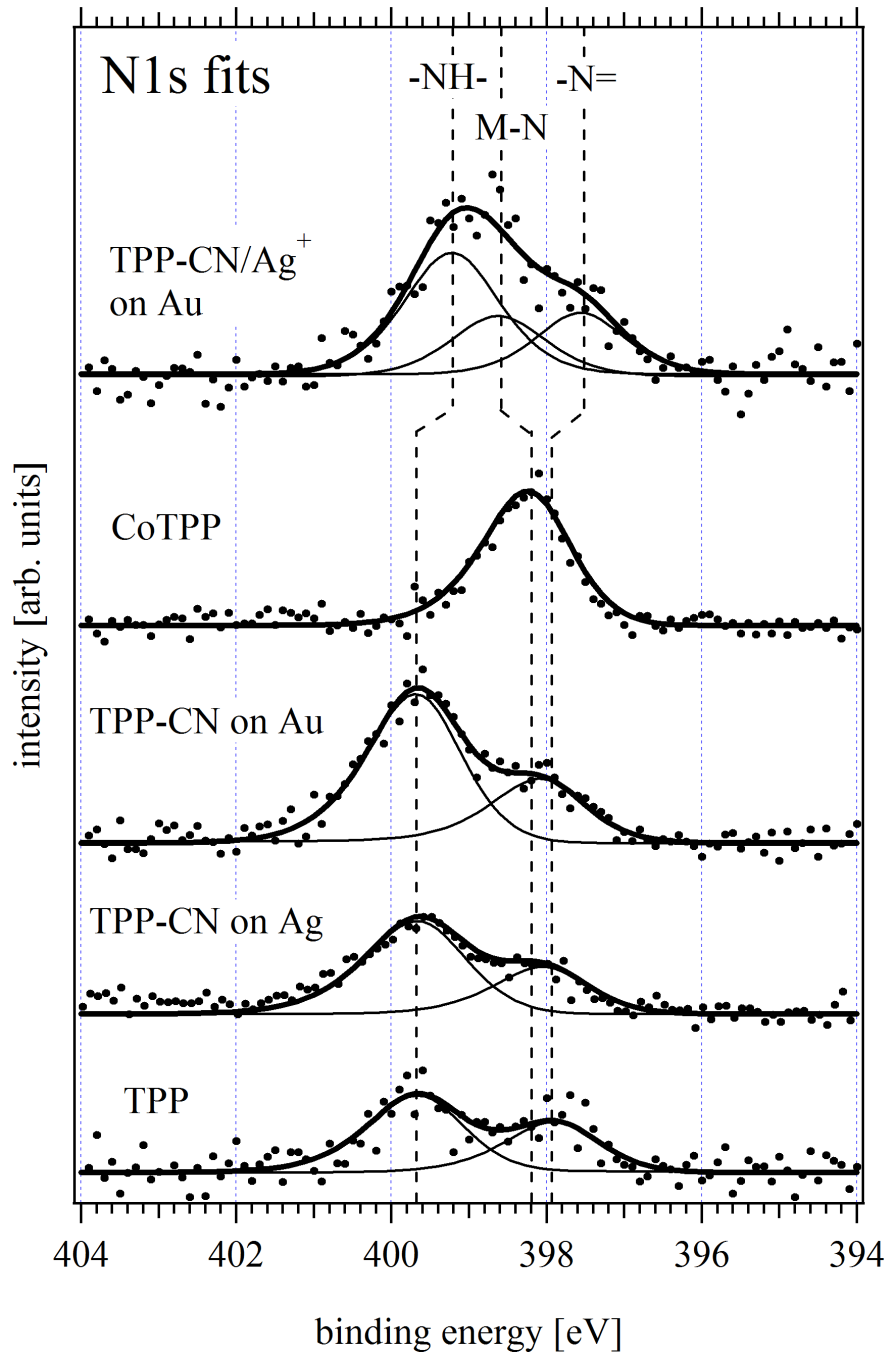 N1s fits
-NH-
-N=
M-N
TPP-CN/Ag+
on Au
CoTPP
TPP-CN on Au
TPP-CN on Ag
TPP
intensity [arb. units]
404 402 400 398 396 394
binding energy [eV]